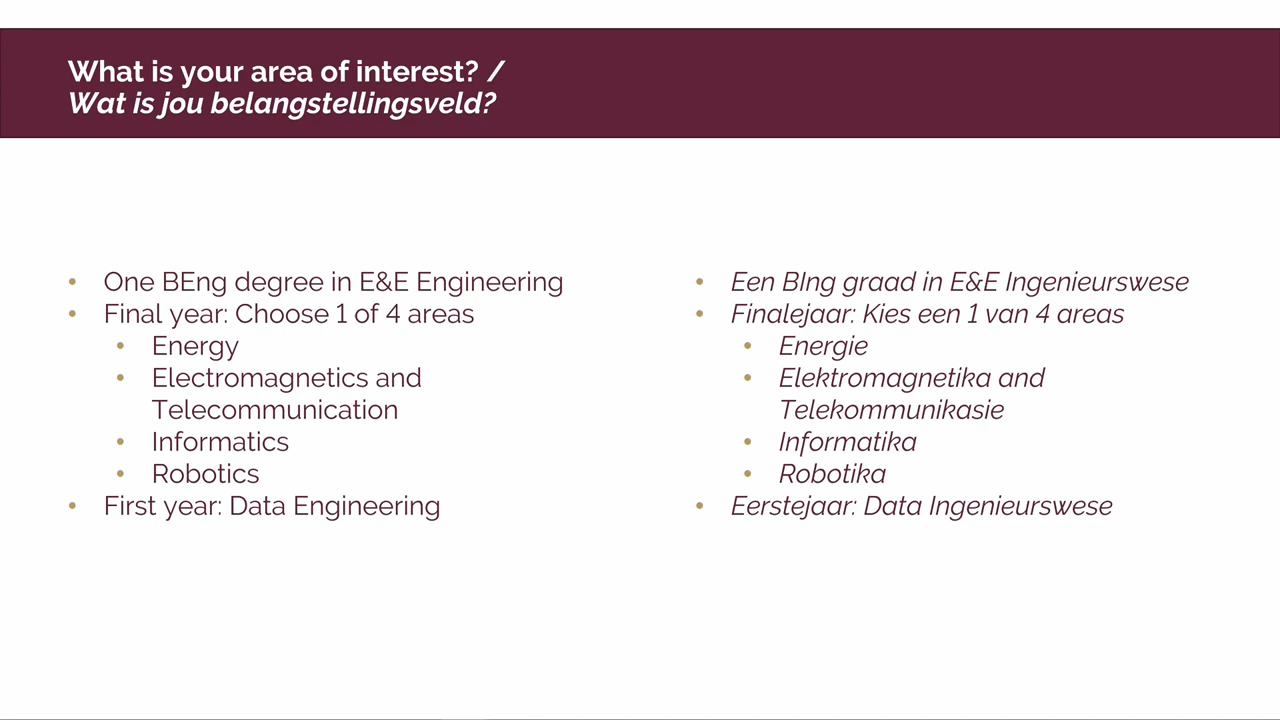 What is your area of interest? /
Wat is jou belangstellingsveld?
• One BEng degree in E&E Engineering
• Final year: Choose 1 of 4 areas
• Energy
• Electromagnetics and
Telecommunication
• Informatics
• Robotics
• First year: Data Engineering
• Een BIng graad in E&E Ingenieurswese
• Finalejaar: Kies een 1 van 4 areas
• Energie
• Elektromagnetika and
Telekommunikasie
• Informatika
• Robotika
• Eerstejaar: Data Ingenieurswese